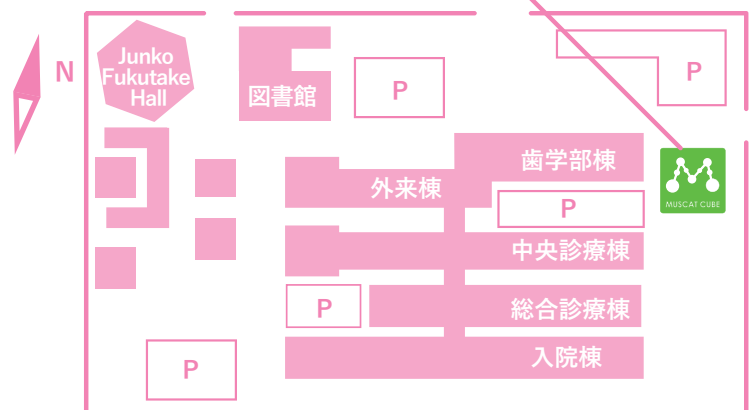 N
Junko
Fukutake
Hall
図書館
P
P
歯学部棟
外来棟
MUSCAT CUBE
P
中央診療棟
P
総合診療棟
入院棟
P